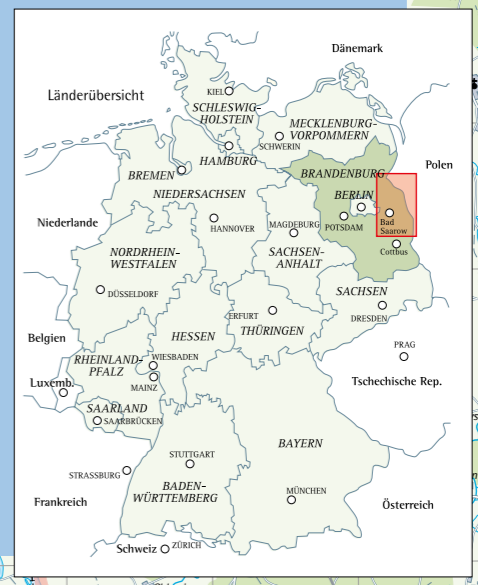 Dänemark
Länderübersicht
KIEL
SCHLESWIG-
HOLSTEIN
MECKLENBURG-
VORPOMMERN
SCHWERIN
HAMBURG
Polen
BREMEN
BRANDENBURG
NIEDERSACHSEN
BERLIN
Niederlande
HANNOVER
MAGDEBURG
POTSDAM
Bad
Saarow
Cottbus
NORDRHEIN-
WESTFALEN
SACHSEN-
ANHALT
DÜSSELDORF
SACHSEN
ERFURT
DRESDEN
THÜRINGEN
HESSEN
Belgien
PRAG
RHEINLAND-
PFALZ
WIESBADEN
MAINZ
Luxemb.
Tschechische Rep.
SAARLAND
SAARBRÜCKEN
BAYERN
STUTTGART
STRASSBURG
BADEN-
WÜRTTEMBERG
MÜNCHEN
Frankreich
Österreich
Schweiz
ZÜRICH